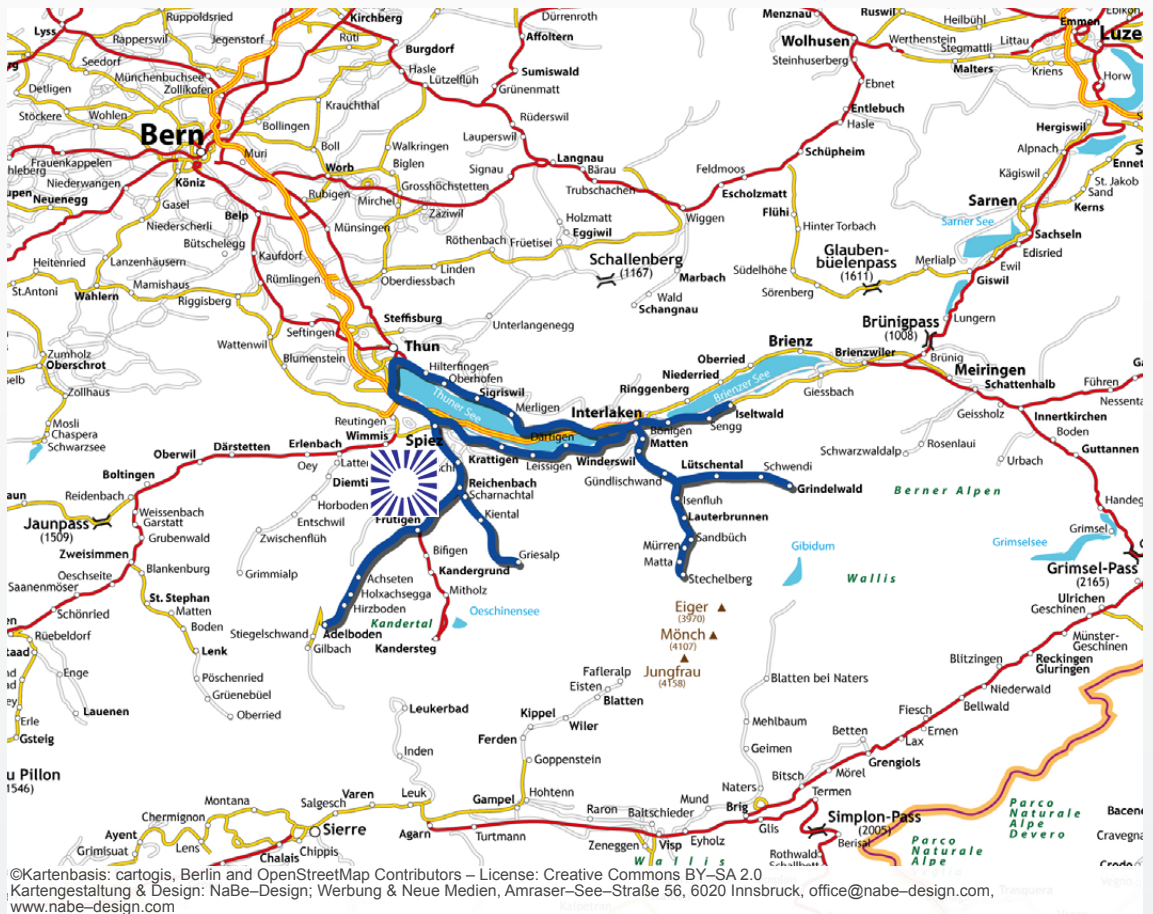 Lyss
Ruppoldsried
Rapperswil
Jegenstorf
Kirchberg
Rüti
Burgdorf
Dürrenroth
Affoltern
Menznau
Ruswil
Heilbühl
Ebikon
Emmen
Luze
Wolhusen
Werthenstein
Littau
Stegmattli
Steinhuserberg
Malters
Kriens
Horw
Seedorf
Münchenbuchsee
Zollikofen
Hasle
Lützelflüh
Sumiswald
Grünenmatt
Ebnet
Detligen
Krauchthal
Entlebuch
Hasle
Stöckere
Wohlen
Bollingen
Rüderswil
Hergiswil
Bern
Lauperswil
Boll
Walkringen
Schüpheim
Alpnach
Ennet
Frauenkappelen
Muri
Worb
Biglen
Langnau
Bärau
Signau
Feldmoos
Kägiswil
St. Jakob
Sand
hleberg
Niederwangen
Köniz
Rubigen
Grosshöchstetten
Trubschachen
Escholzmatt
Sarnen
Kerns
ppen
Neuenegg
Gasel
Belp
Mirchel
Zäziwil
Wiggen
Flühi
Sarner See
Niederscherli
Münsingen
Holzmatt
Eggiwil
Hinter Torbach
Sachseln
Bütschelegg
Röthenbach
Früetisei
Glauben-
büelenpass
(1611)
Edisried
Heitenried
Lanzenhäusern
Kaufdorf
Linden
Schallenberg
(1167)
Südelhöhe
Merlialp
Ewil
Giswil
St.Antoni
Wahlern
Mamishaus
Riggisberg
Rümlingen
Oberdiessbach
Marbach
Wald
Schangnau
Sörenberg
Lungern
Steffisburg
Unterlangenegg
Brünigpass
(1008)
Wattenwil
Seftingen
Thun
Brienz
Brienzwiler
Brünig
Zumholz
Oberschrot
Blumenstein
Hilterfingen
Oberhofen
Oberried
Meiringen
selb
Zollhaus
Sigriswil
Niederried
Brienzer See
Giessbach
Schattenhalb
Führen
Thuner See
Merligen
Ringgenberg
Nessenta
Reutingen
Interlaken
Iseltwald
Geissholz
Innertkirchen
Mosli
Chaspera
Schwarzsee
Wimmis
Därligen
Bönigen
Sengg
Boden
Därstetten
Erlenbach
Spiez
Matten
Rosenlaui
Guttannen
Oberwil
Oey
Latte
Krattigen
Leissigen
Winderswil
Lütschental
Schwendi
Schwarzwaldalp
Urbach
Boltingen
Diemti
Reichenbach
Gündlischwand
Grindelwald
Berner Alpen
aun
Reidenbach
Scharnachtal
Isenfluh
Handeg
Jaunpass
(1509)
Weissenbach
Garstatt
Horboden
Entschwil
Frutigen
Kiental
Lauterbrunnen
Grubenwald
Zwischenflüh
Sandbüch
Gibidum
Grimselsee
Grimsel
Zweisimmen
Bifigen
Griesalp
Mürren
Matta
Grimsel-Pass
(2165)
Oeschseite
Blankenburg
Grimmialp
Achseten
Kandergrund
Stechelberg
Wallis
Saanenmöser
St. Stephan
Holxachsegga
Mitholz
Ulrichen
Geschinen
Schönried
Matten
Hirzboden
Oeschinensee
Eiger
(3970)
Rüebeldorf
Boden
Stiegelschwand
Adelboden
Kandertal
Mönch
(4107)
Münster-
Geschinen
taad
Lenk
Gilbach
Kandersteg
Blitzingen
Reckingen
Gluringen
Enge
Pöschenried
Fafleralp
Jungfrau
(4158)
Blatten bei Naters
Niederwald
Grüenebüel
Eisten
Blatten
Bellwald
Lauenen
Oberried
Leukerbad
Kippel
Wiler
Mehlbaum
Fiesch
Erle
Gsteig
Ferden
Betten
Ernen
Lax
Inden
Goppenstein
Geimen
Grengiols
u Pillon
1546)
Bitsch
Mörel
Montana
Varen
Leuk
Hohtenn
Naters
Termen
Salgesch
Gampel
Raron
Mund
Brig
Parco
Naturale
Alpe
Devero
Chermignon
Baltschieder
Glis
Simplon-Pass
(2005)
Bacen
Ayent
Sierre
Agarn
Turtmann
Eyholz
Cravegna
Grimisuat
Lens
Chippis
Zeneggen
Visp
Berisal
Parco
Naturale
Alpe
Chalais
Wallis
Rothwald
Crodo
©Kartenbasis: cartogis, Berlin and OpenStreetMap Contributors – License: Creative Commons BY–SA 2.0
Kartengestaltung & Design: NaBe–Design; Werbung & Neue Medien, Amraser–See–Straße 56, 6020 Innsbruck, office@nabe–design.com,
www.nabe–design.com